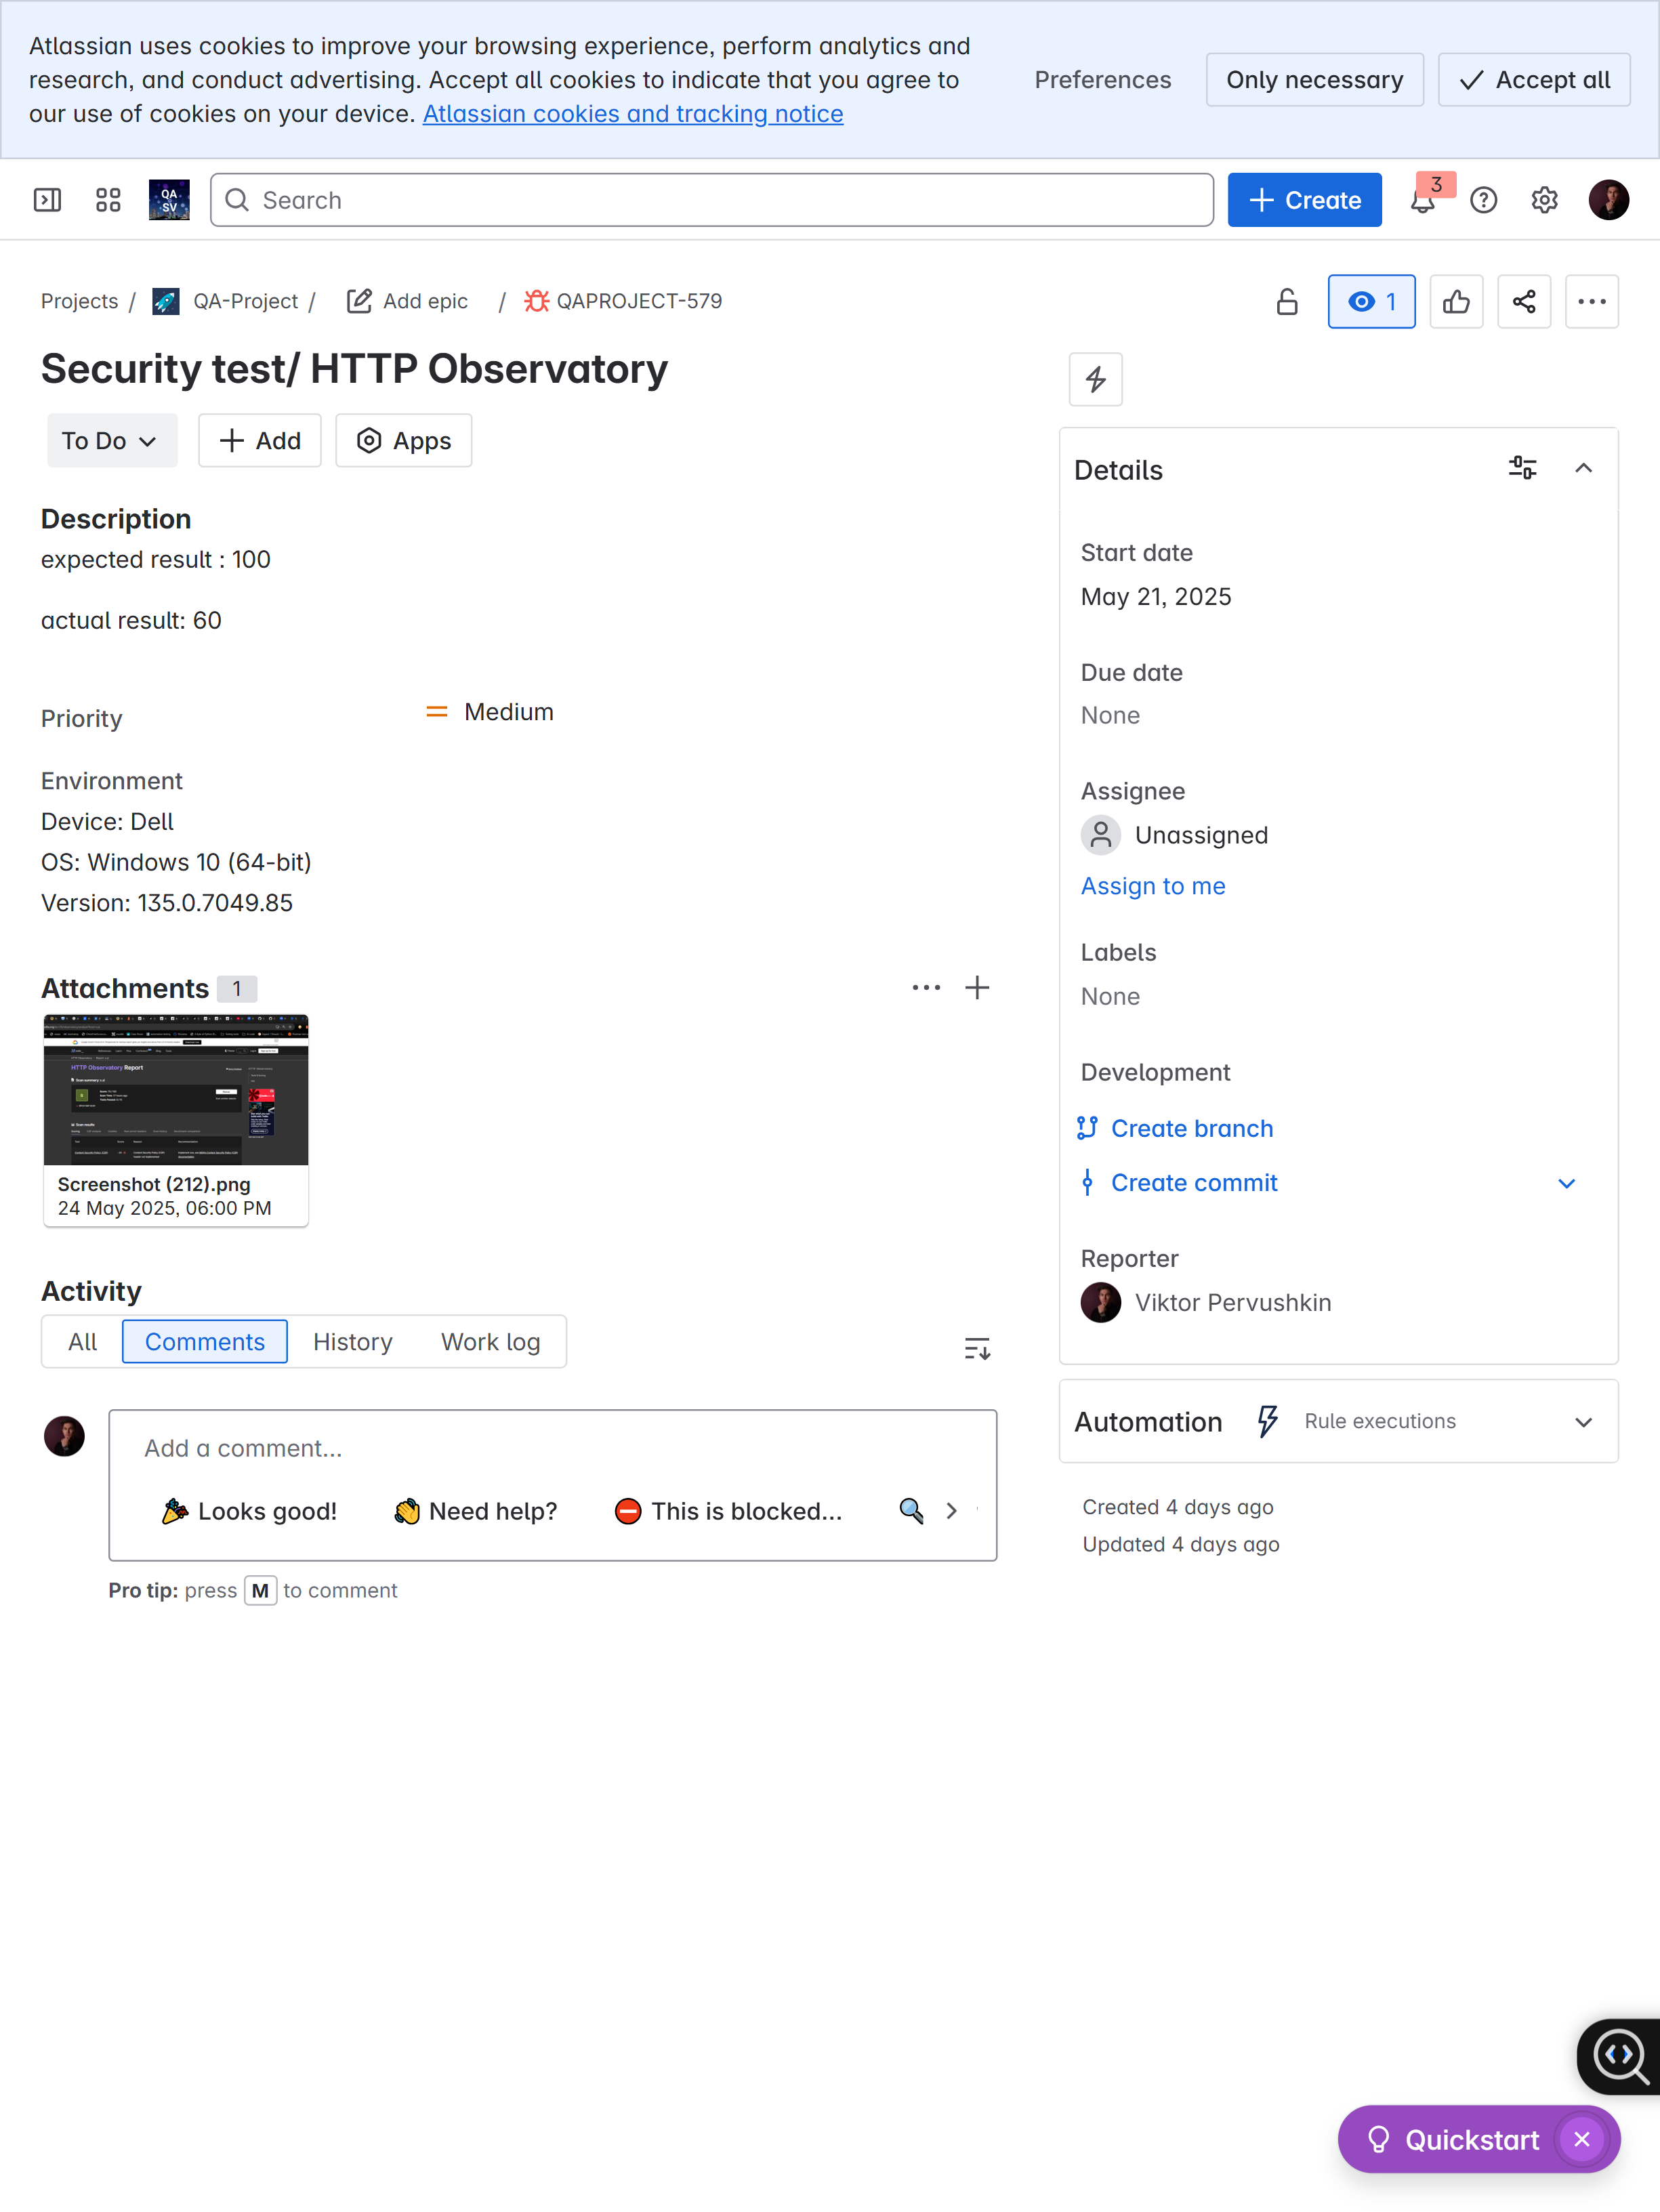 Atlassian uses cookies to improve your browsing experience, perform analytics and
research, and conduct advertising. Accept all cookies to indicate that you agree to
our use of cookies on your device. Atlassian cookies and tracking notice
Preferences
Only necessary
Accept all
QA
SV
Search
Create
3
Projects / QA-Project / Add epic / QAPROJECT-579
1
Security test/ HTTP Observatory
To Do
Add
Apps
Description
expected result : 100
actual result: 60
Priority
Medium
Environment
Device: Dell
OS: Windows 10 (64-bit)
Version: 135.0.7049.85
Attachments 1
HTTP Observatory Report
Screenshot (212).png
24 May 2025, 06:00 PM
Activity
All
Comments
History
Work log
Add a comment...
Looks good!
Need help?
This is blocked...
Pro tip: press M to comment
Details
Start date
May 21, 2025
Due date
None
Assignee
Unassigned
Assign to me
Labels
None
Development
Create branch
Create commit
Reporter
Viktor Pervushkin
Automation
Rule executions
Created 4 days ago
Updated 4 days ago
Quickstart